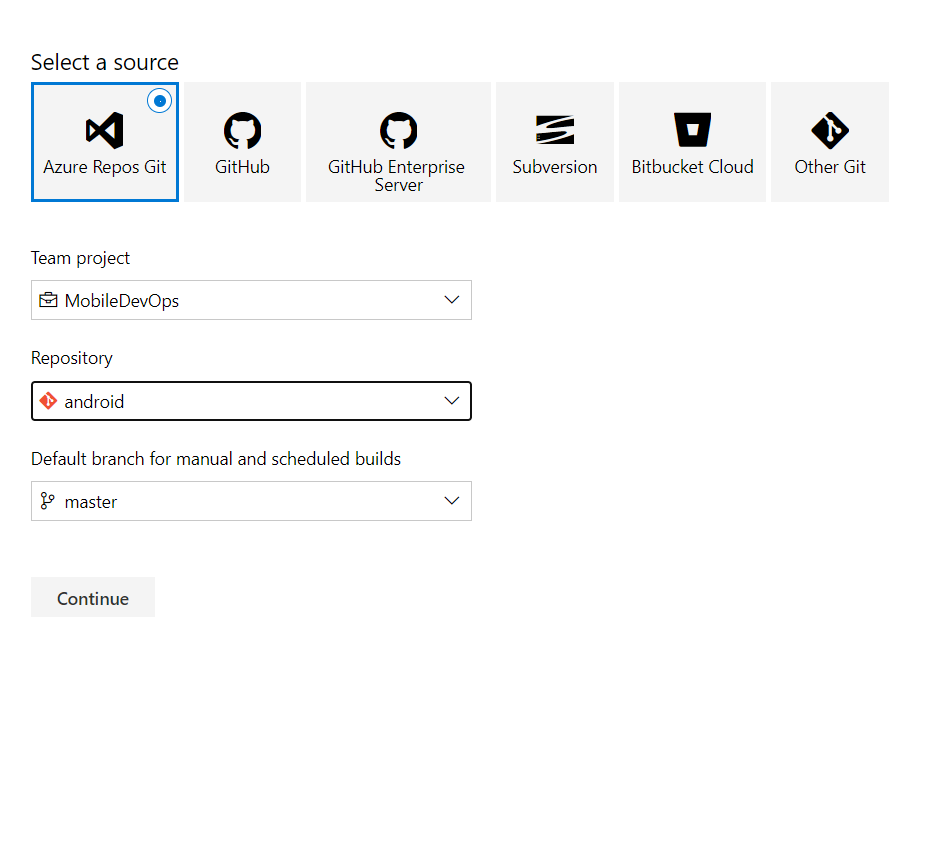 Select a source
Azure Repos Git
GitHub
GitHub Enterprise
Server
Subversion
Bitbucket Cloud
Other Git
Team project
MobileDevOps
Repository
android
Default branch for manual and scheduled builds
master
Continue